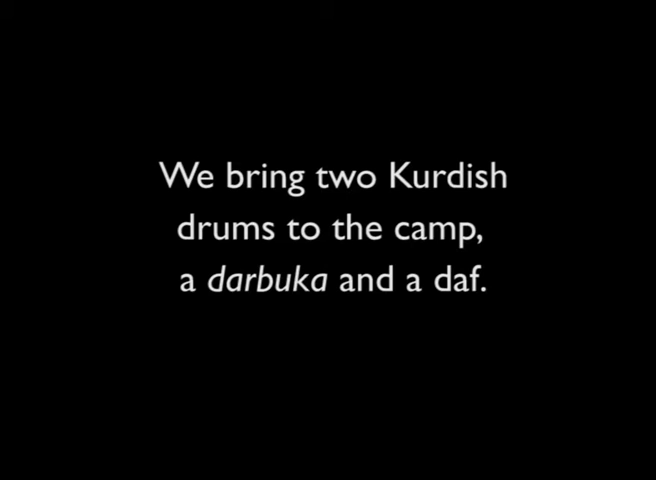 We bring two Kurdish
drums to the camp,
a darbuka and a daf.